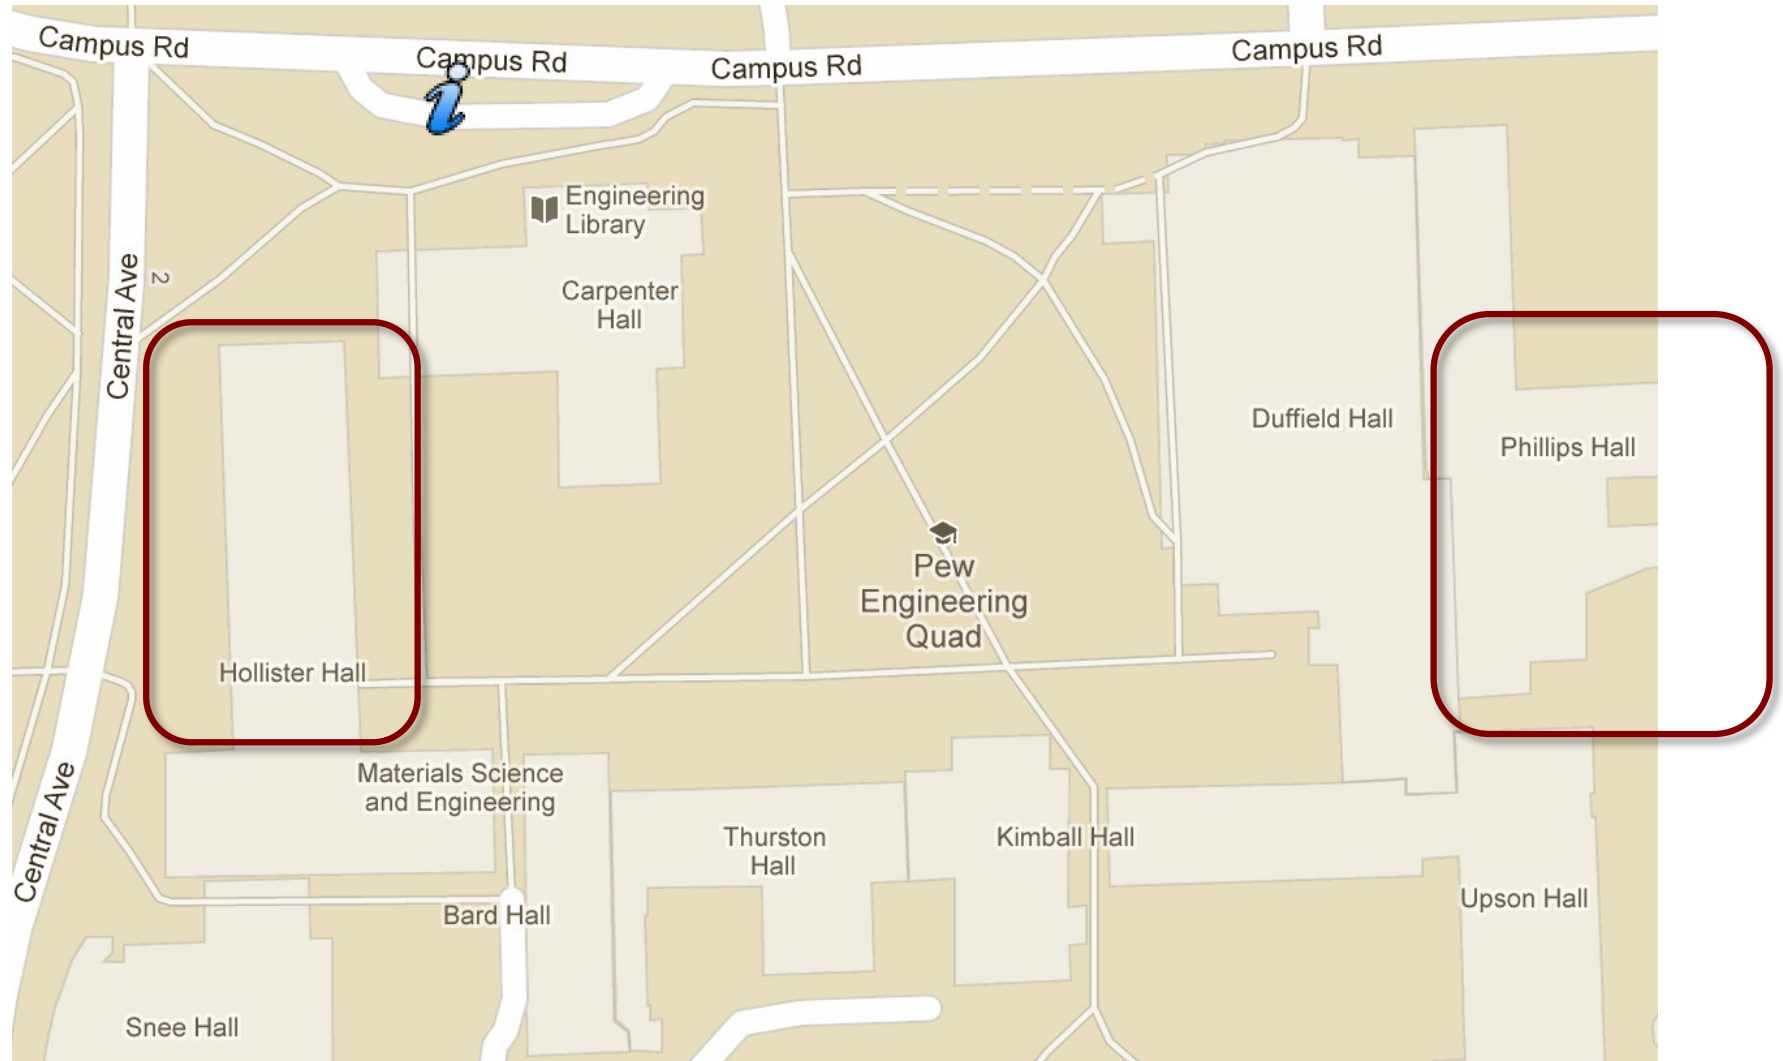 Campus Rd
Campus Rd
Campus Rd
Campus Rd
Engineering
Library
Central Ave
2
Carpenter
Hall
Duffield Hall
Phillips Hall
Pew
Engineering
Quad
Hollister Hall
Materials Science
and Engineering
Central Ave
Thurston
Hall
Kimball Hall
Upson Hall
Bard Hall
Snee Hall